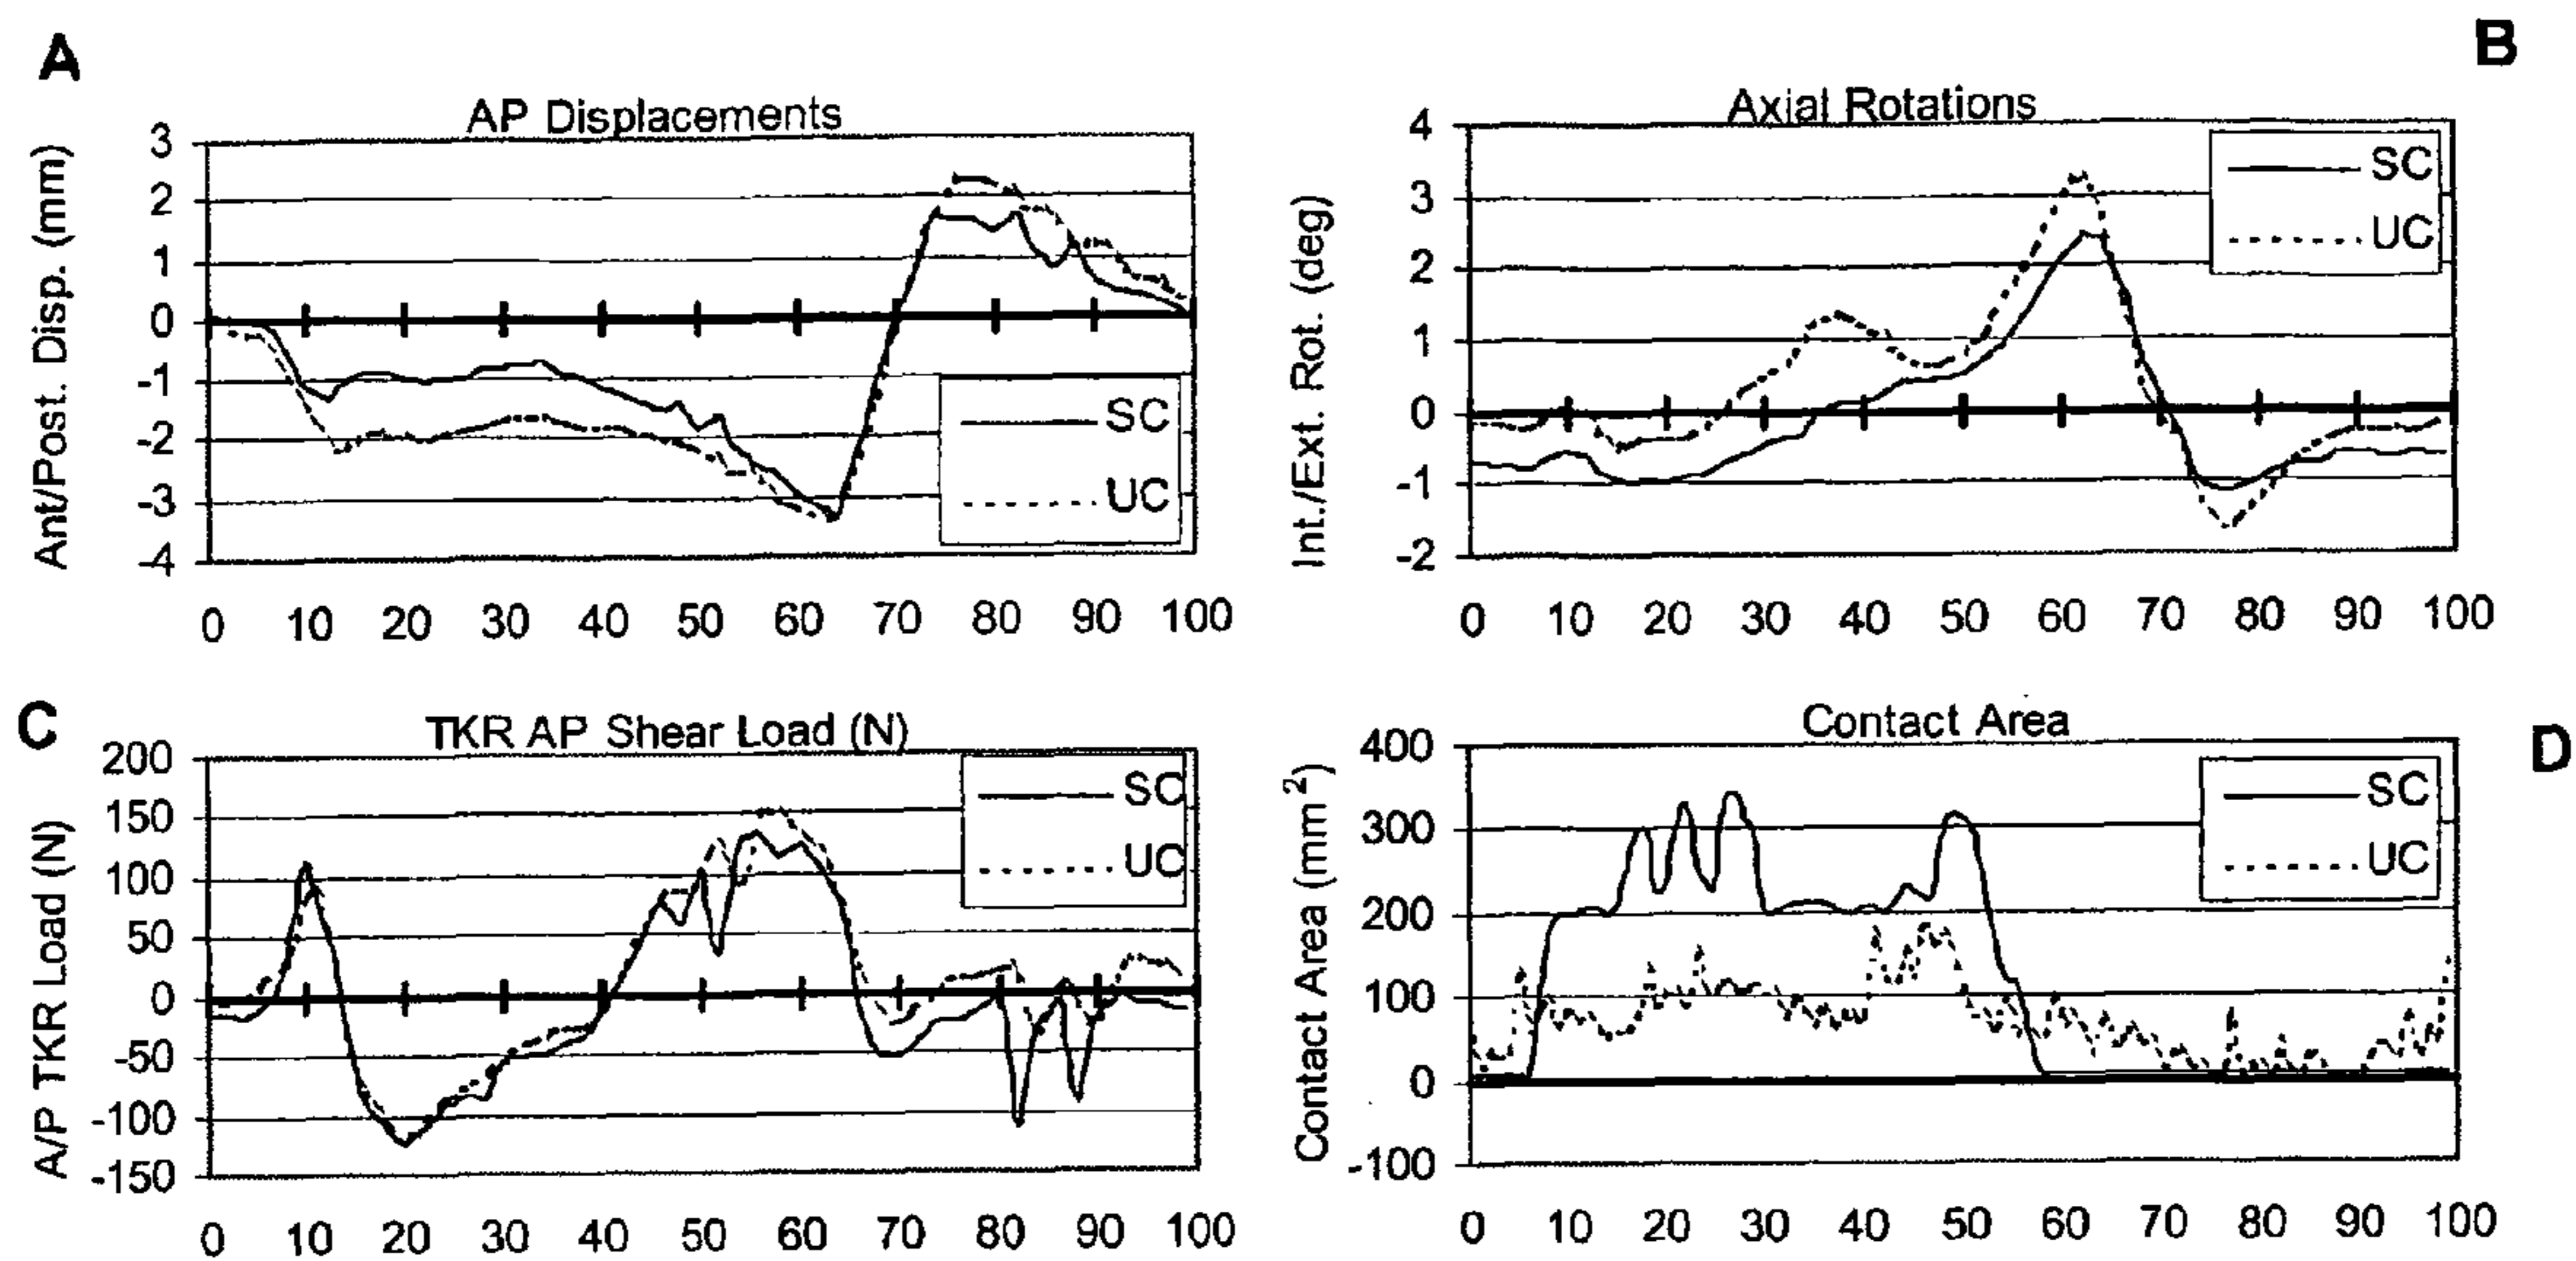 A
B
AP Displacements
Ant/Post. Disp. (mm)
3
2
1
0
-1
-2
-3
-4
SC
UC
0 10 20 30 40 50 60 70 80 90 100
Axial Rotations
Int./Ext. Rot. (deg)
4
3
2
1
0
-1
-2
SC
UC
0 10 20 30 40 50 60 70 80 90 100
C
TKR AP Shear Load (N)
A/P TKR Load (N)
200
150
100
50
0
-50
-100
-150
SC
UC
0 10 20 30 40 50 60 70 80 90 100
D
Contact Area
Contact Area (mm²)
400
300
200
100
0
-100
SC
UC
0 10 20 30 40 50 60 70 80 90 100